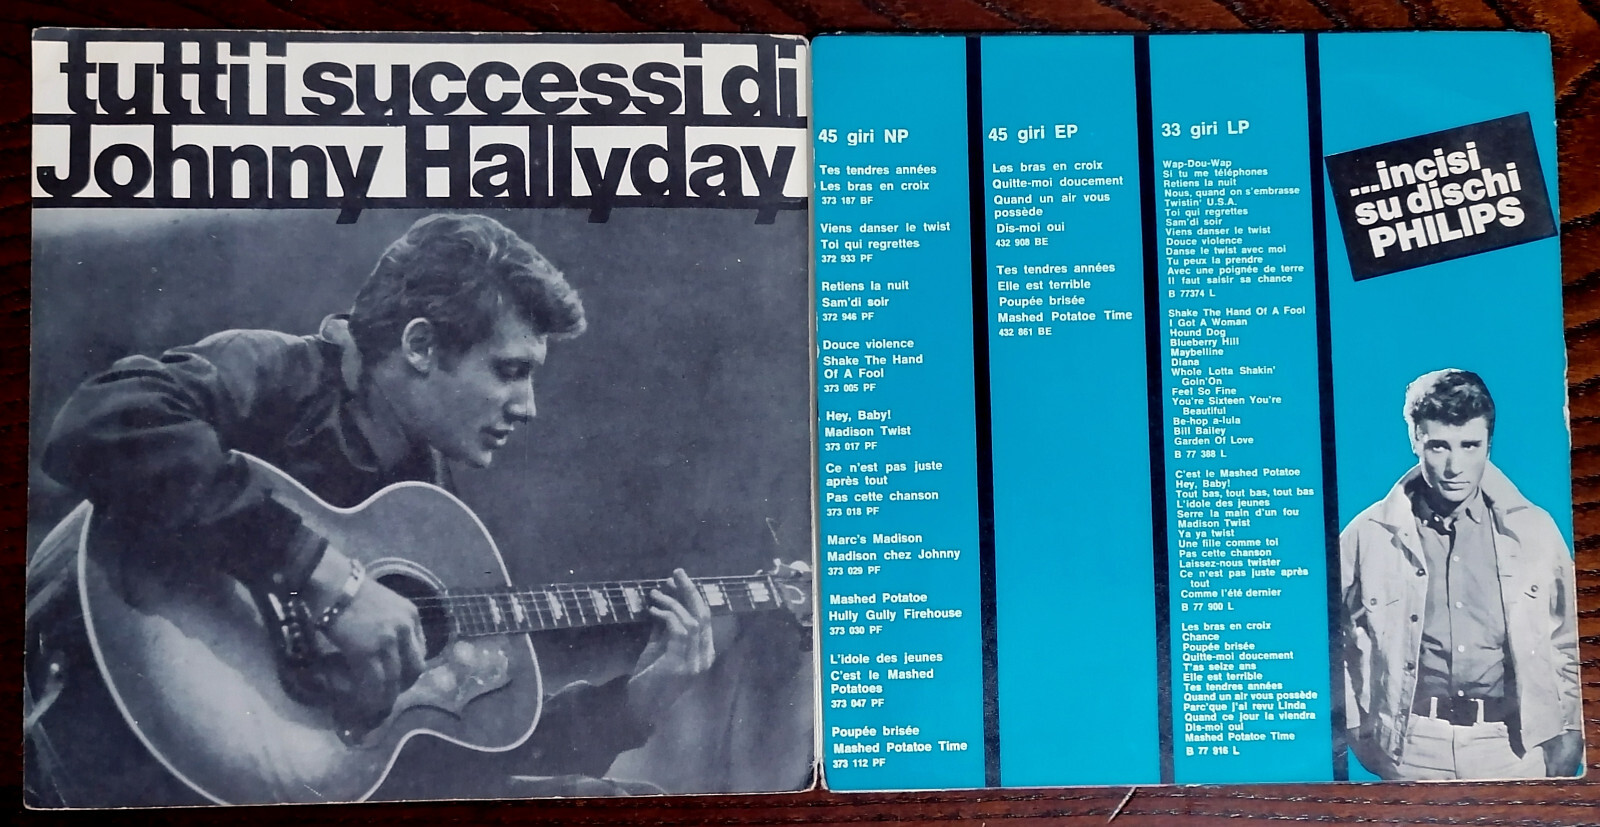 tutti i successi di
Johnny Hallyday
45 giri NP
Tes tendres années
Les bras en croix
373 187 BF
Viens danser le twist
Toi qui regrettes
372 933 PF
Retiens la nuit
Sam'di soir
372 946 PF
Douce violence
Shake The Hand
Of A Fool
373 005 PF
Hey, Baby!
Madison Twist
373 017 PF
Ce n'est pas juste
après tout
Pas cette chanson
373 018 PF
Marc's Madison
Madison chez Johnny
373 029 PF
Mashed Potatoe
Hully Gully Firehouse
373 030 PF
L'idole des jeunes
C'est le Mashed
Potatoes
373 047 PF
Poupée brisée
Mashed Potatoe Time
373 112 PF
45 giri EP
Les bras en croix
Quitte-moi doucement
Quand un air vous
possède
Dis-moi oui
432 908 BE
Tes tendres années
Elle est terrible
Poupée brisée
Mashed Potatoe Time
432 861 BE
33 giri LP
Wap-Dou-Wap
Si tu me téléphones
Retiens la nuit
Nous, quand on s'embrasse
Twistin' U.S.A.
Toi qui regrettes
Sam'di soir
Viens danser le twist
Douce violence
Danse le twist avec moi
Tu peux la prendre
Avec une poignée de terre
Il faut saisir sa chance
B 77374 L
Shake The Hand Of A Fool
I Got A Woman
Hound Dog
Blueberry Hill
Maybelline
Diana
Whole Lotta Shakin'
Goin'On
Feel So Fine
You're Sixteen You're
Beautiful
Be-hop a-lula
Bill Bailey
Garden Of Love
B 77 388 L
C'est le Mashed Potatoe
Hey, Baby!
Tout bas, tout bas, tout bas
L'idole des jeunes
Serre la main d'un fou
Madison Twist
Ya ya twist
Une fille comme toi
Pas cette chanson
Laissez-nous twister
Ce n'est pas juste après
tout
Comme l'été dernier
B 77 900 L
Les bras en croix
Chance
Poupée brisée
Quitte-moi doucement
T'as seize ans
Elle est terrible
Tes tendres années
Quand un air vous possède
Parc'que j'ai revu Linda
Quand ce jour la viendra
Dis-moi oui
Mashed Potatoe Time
B 77 916 L
...incisi
su dischi
PHILIPS